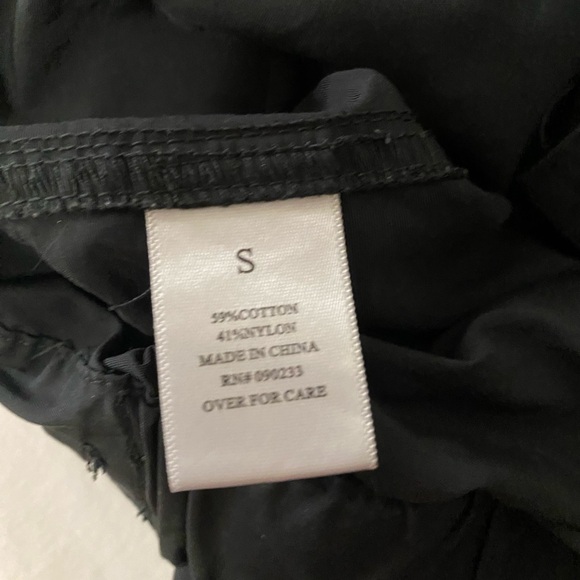 S
59%COTTON
41%NYLON
MADE IN CHINA
RN# 090233
OVER FOR CARE